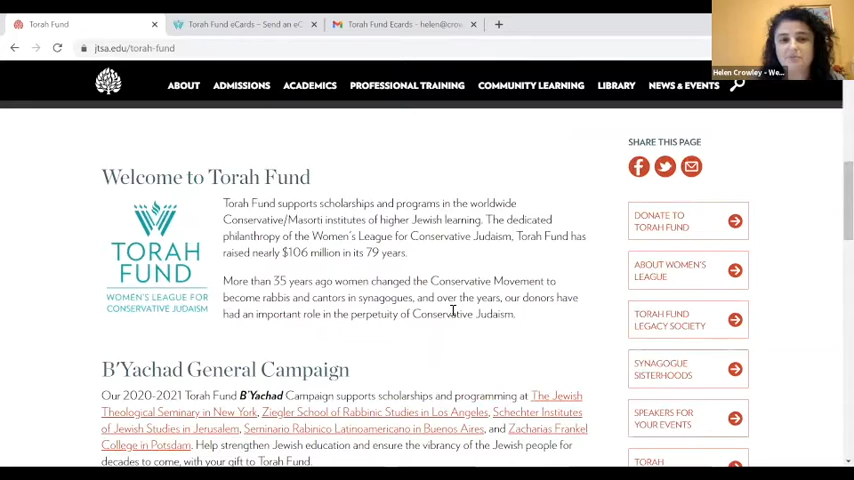 Torah Fund
Torah Fund eCards – Send an eC
Torah Fund Ecards - helen@crow
jtsa.edu/torah-fund
Helen Crowley - We...
ABOUT
ADMISSIONS
ACADEMICS
PROFESSIONAL TRAINING
COMMUNITY LEARNING
LIBRARY
NEWS & EVENTS
SHARE THIS PAGE
Welcome to Torah Fund
TORAH
FUND
WOMEN'S LEAGUE FOR
CONSERVATIVE JUDAISM
Torah Fund supports scholarships and programs in the worldwide
Conservative/Masorti institutes of higher Jewish learning. The dedicated
philanthropy of the Women's League for Conservative Judaism, Torah Fund has
raised nearly $106 million in its 79 years.
More than 35 years ago women changed the Conservative Movement to
become rabbis and cantors in synagogues, and over the years, our donors have
had an important role in the perpetuity of Conservative Judaism.
B'Yachad General Campaign
Our 2020-2021 Torah Fund B'Yachad Campaign supports scholarships and programming at The Jewish
Theological Seminary in New York, Ziegler School of Rabbinic Studies in Los Angeles, Schechter Institutes
of Jewish Studies in Jerusalem, Seminario Rabinico Latinoamericano in Buenos Aires, and Zacharias Frankel
College in Potsdam. Help strengthen Jewish education and ensure the vibrancy of the Jewish people for
decades to come, with your gift to Torah Fund.
DONATE TO
TORAH FUND
ABOUT WOMEN'S
LEAGUE
TORAH FUND
LEGACY SOCIETY
SYNAGOGUE
SISTERHOODS
SPEAKERS FOR
YOUR EVENTS
TORAH